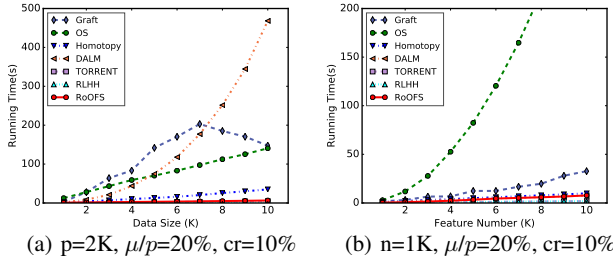 500
400
300
200
100
0
Running Time(s)
Graft
OS
Homotopy
DALM
TORRENT
RLHH
RoOFS
2 4 6 8 10
Data Size (K)
(a) p=2K, μ/p=20%, cr=10%
200
150
100
50
0
Running Time(s)
Graft
OS
Homotopy
DALM
TORRENT
RLHH
RoOFS
2 4 6 8 10
Feature Number (K)
(b) n=1K, μ/p=20%, cr=10%